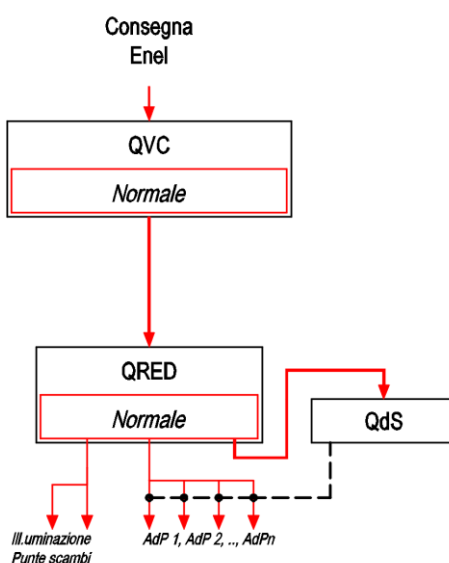 Consegna
Enel
QVC
Normale
QRED
Normale
QdS
Ill.uminazione
Punte scambi
AdP 1, AdP 2, .., AdPn